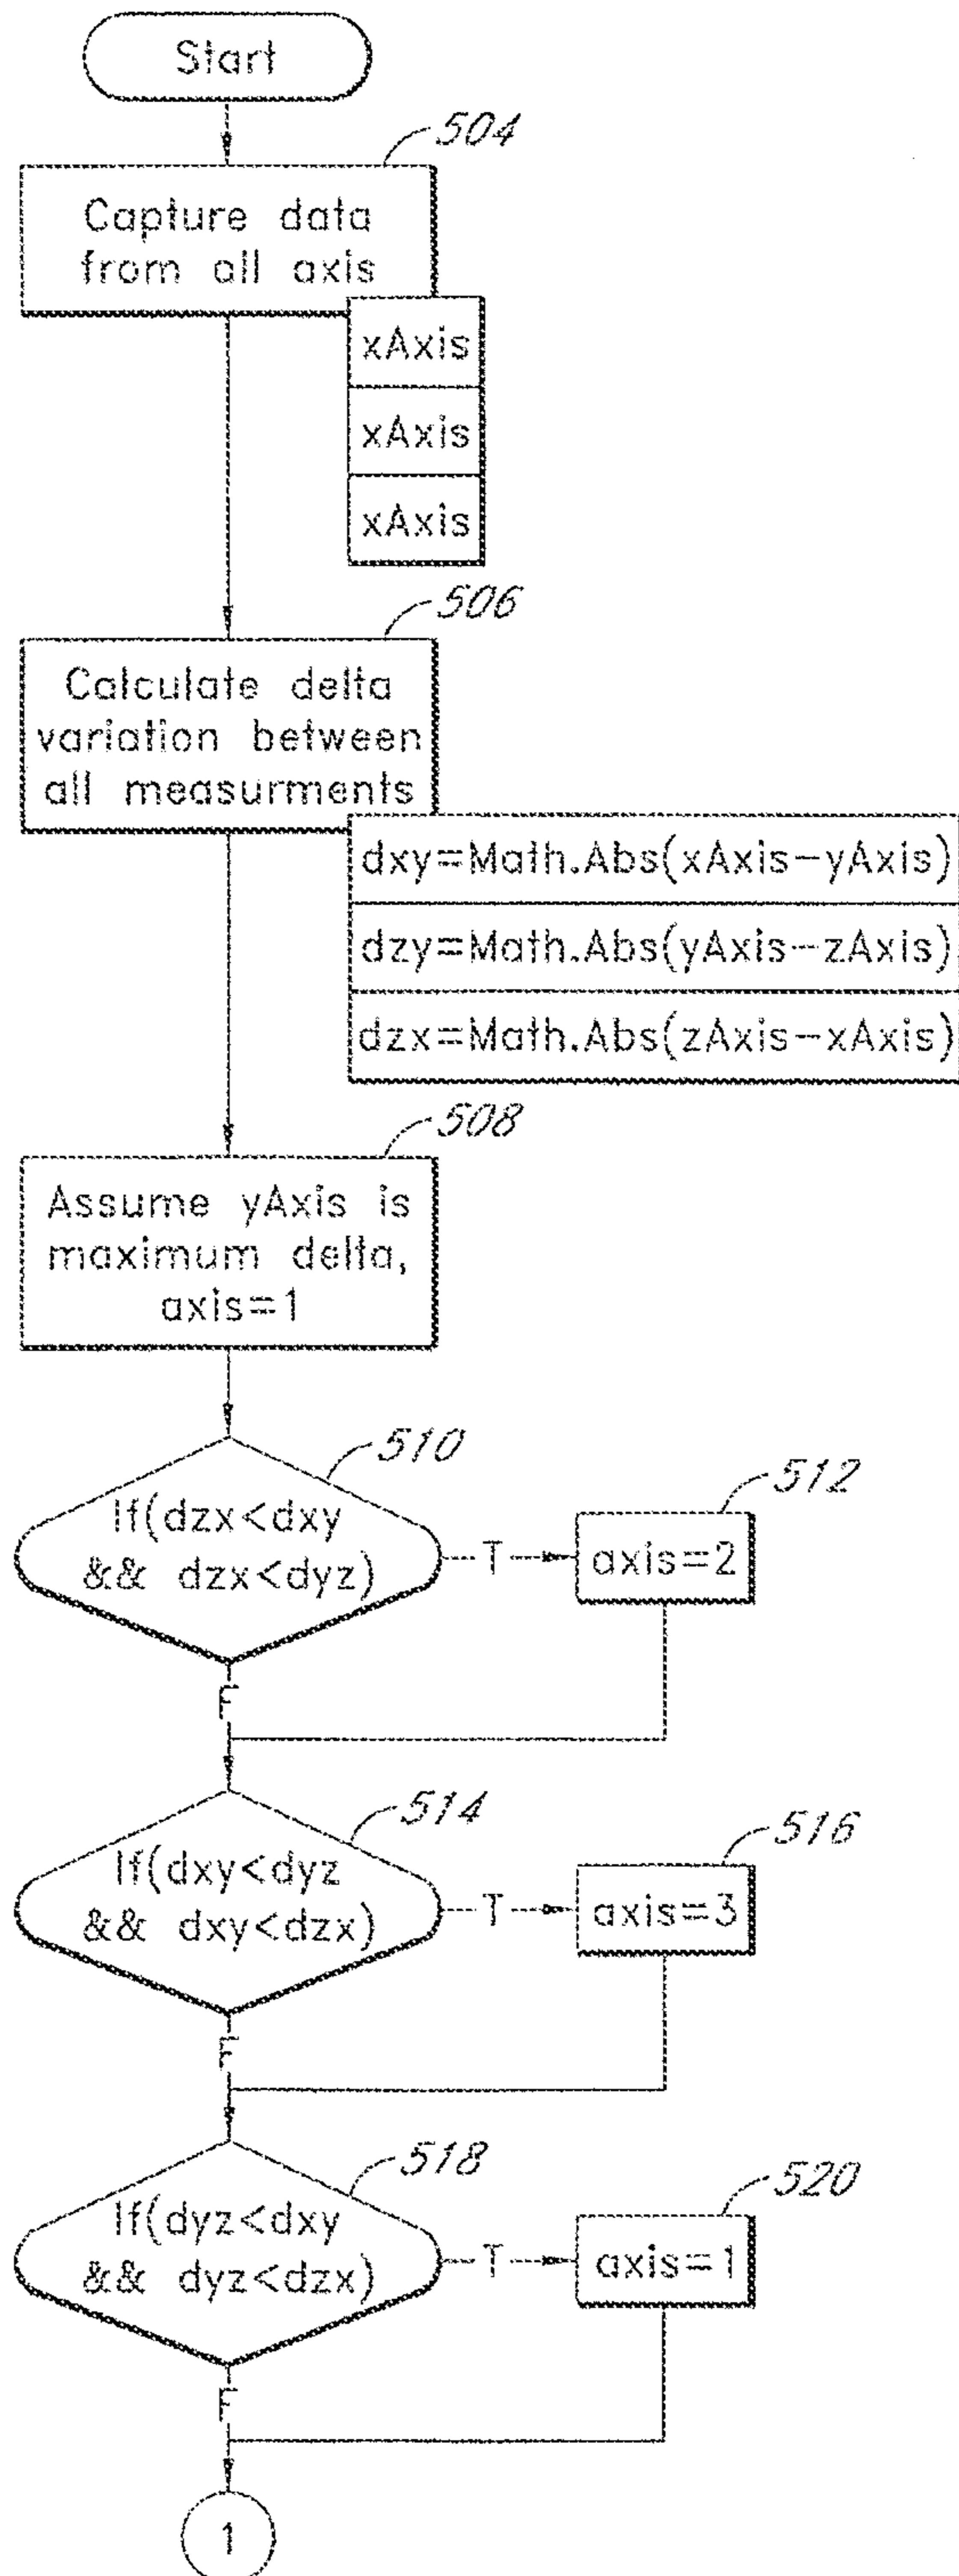 Start
504
Capture data
from all axis
xAxis
xAxis
xAxis
506
Calculate delta
variation between
all measurments
dxy=Math.Abs(xAxis-yAxis)
dzy=Math.Abs(yAxis-zAxis)
dzx=Math.Abs(zAxis-xAxis)
508
Assume yAxis is
maximum delta,
axis=1
510
If(dzx<dxy
&& dzx<dyz)
T
512
axis=2
F
514
If(dxy<dyz
&& dxy<dzx)
T
516
axis=3
F
518
If(dyz<dxy
&& dyz<dzx)
T
520
axis=1
F
1